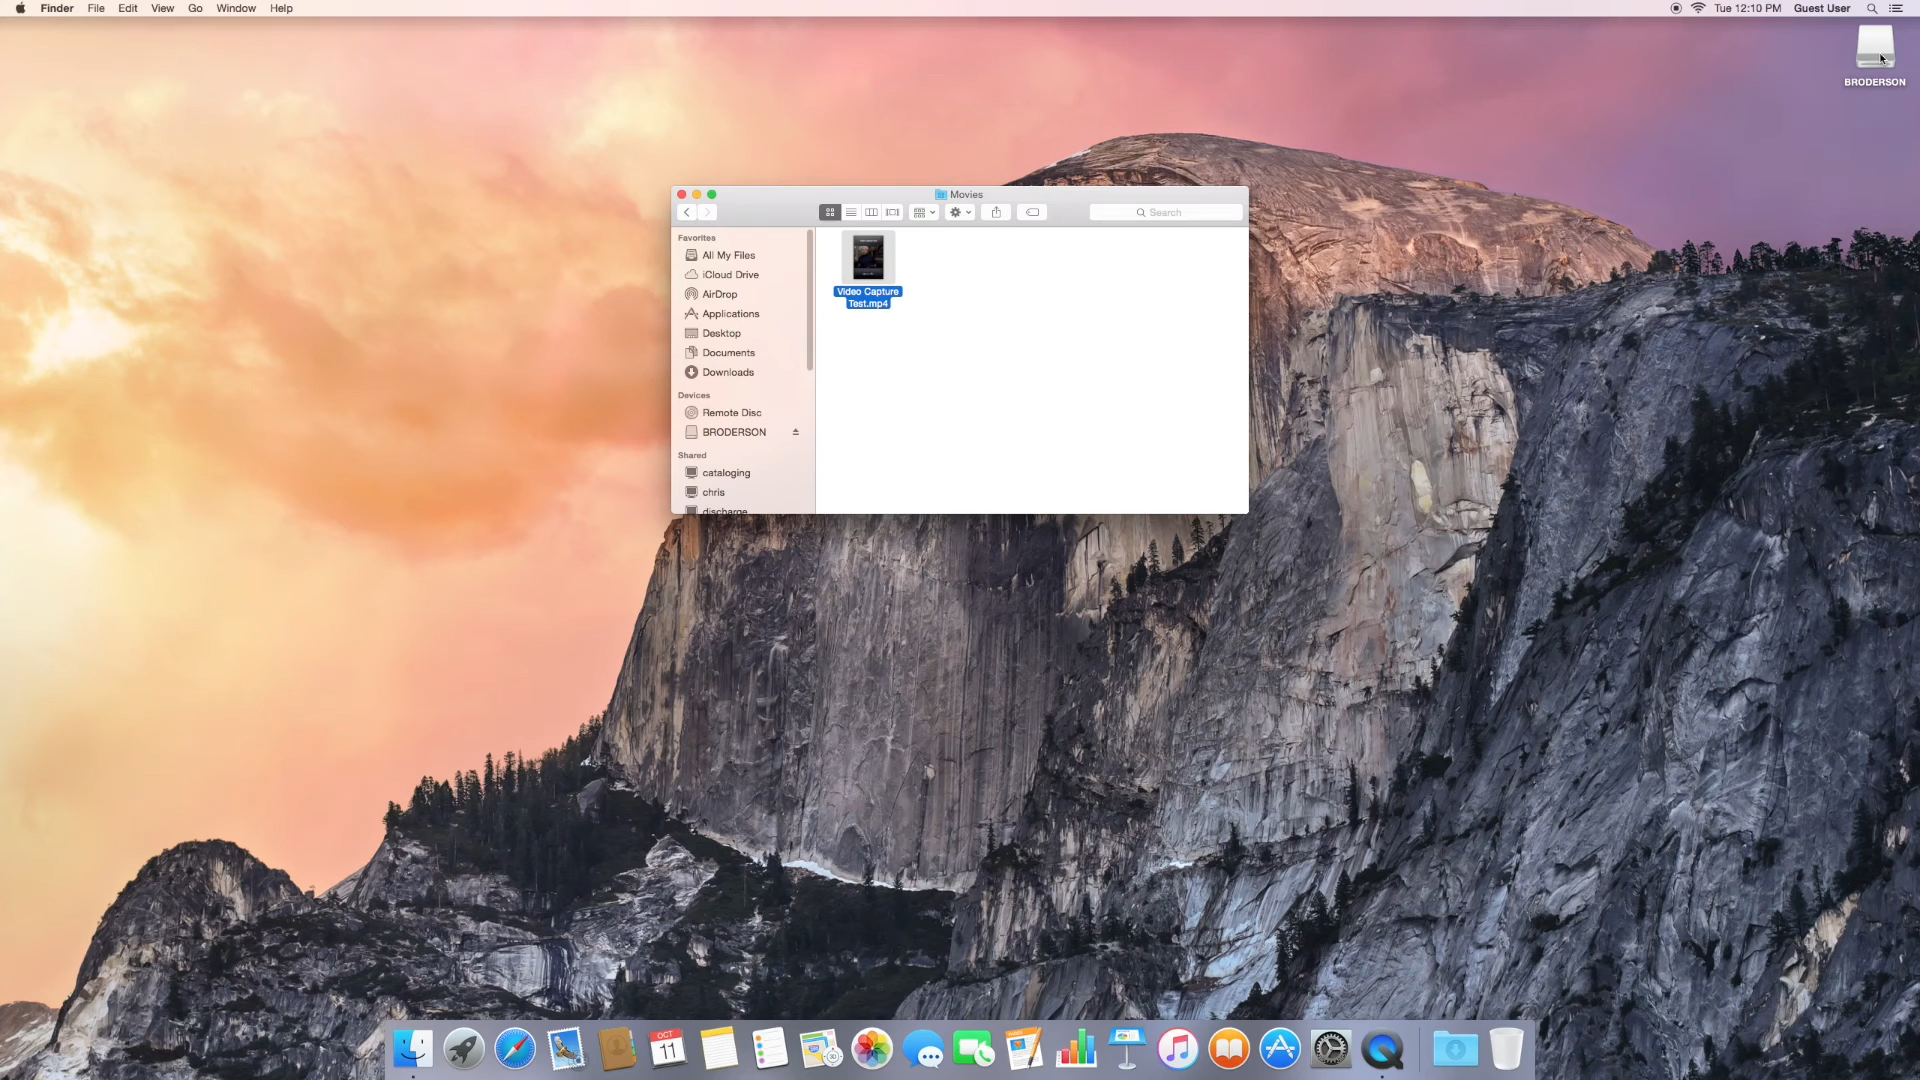 Finder File Edit View Go Window Help
Tue 12:10 PM Guest User
BRODERSON
Movies
Search
Favorites
All My Files
iCloud Drive
AirDrop
Applications
Desktop
Documents
Downloads
Devices
Remote Disc
BRODERSON
Shared
cataloging
chris
discharge
Video Capture
Test.mp4
OCT
11